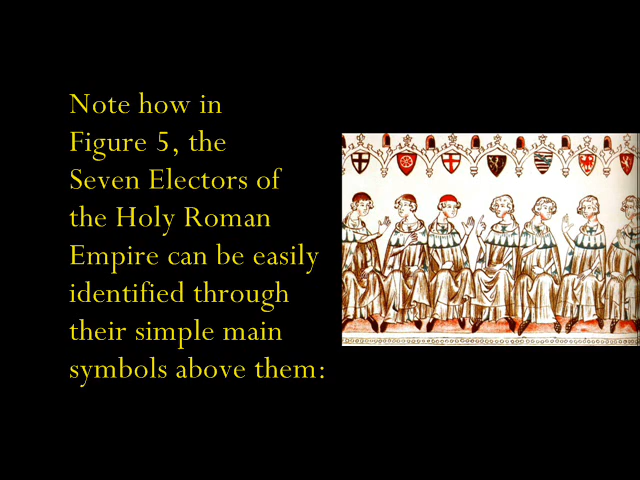 Note how in
Figure 5, the
Seven Electors of
the Holy Roman
Empire can be easily
identified through
their simple main
symbols above them: